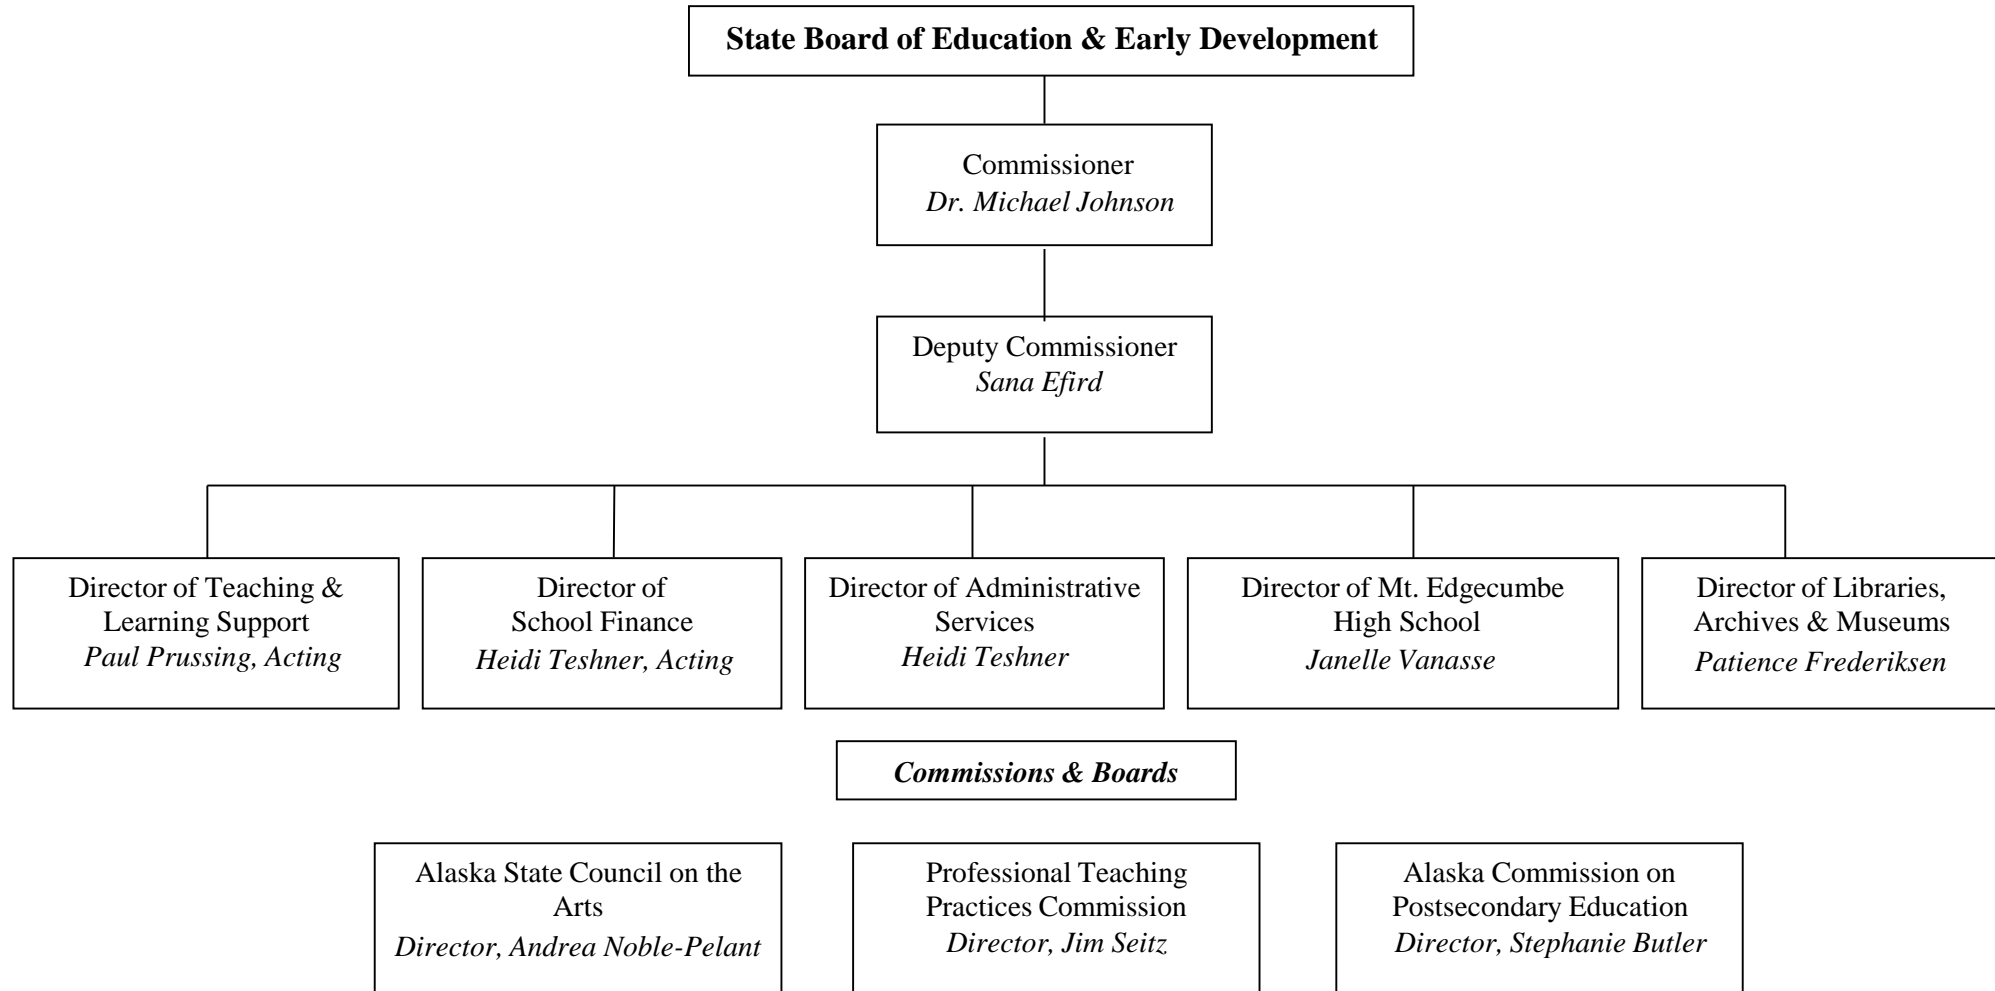 State Board of Education & Early Development
Commissioner
Dr. Michael Johnson
Deputy Commissioner
Sana Efird
Director of Teaching &
Learning Support
Paul Prussing, Acting
Director of
School Finance
Heidi Teshner, Acting
Director of Administrative
Services
Heidi Teshner
Director of Mt. Edgecumbe
High School
Janelle Vanasse
Director of Libraries,
Archives & Museums
Patience Frederiksen
Commissions & Boards
Alaska State Council on the
Arts
Director, Andrea Noble-Pelant
Professional Teaching
Practices Commission
Director, Jim Seitz
Alaska Commission on
Postsecondary Education
Director, Stephanie Butler